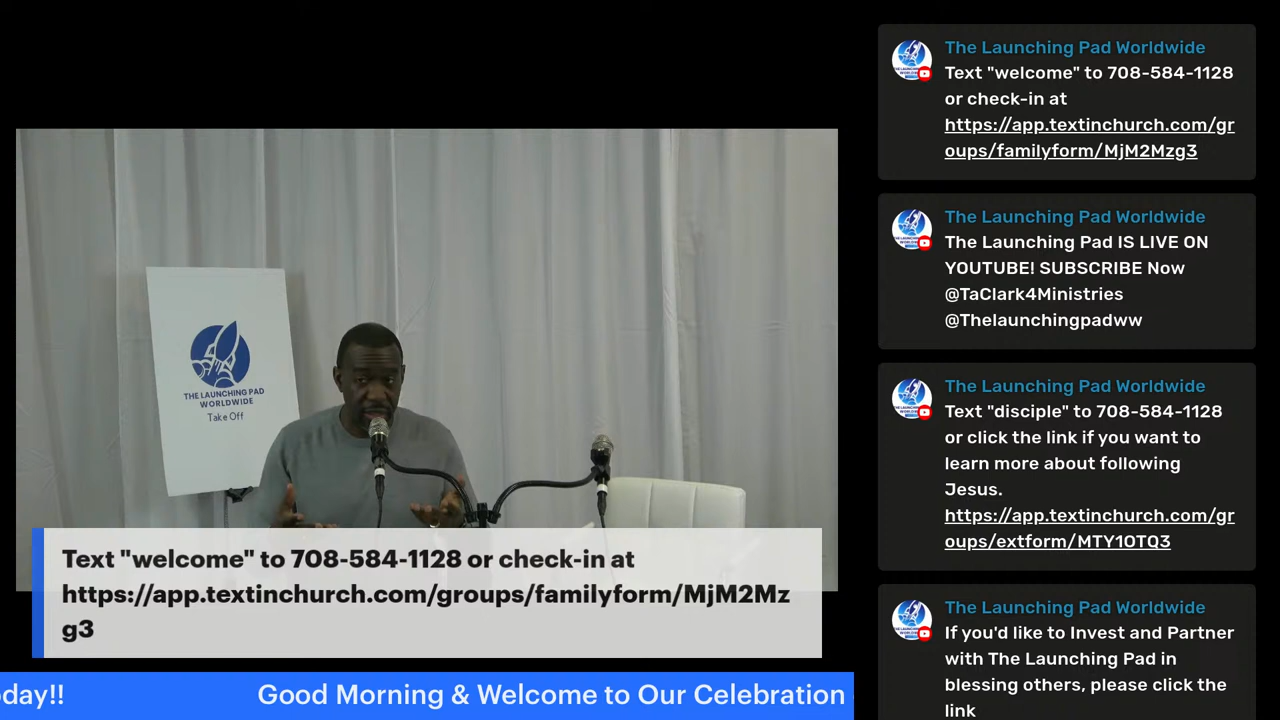 THE LAUNCHING PAD
WORLDWIDE
Take Off
Text "welcome" to 708-584-1128 or check-in at
https://app.textinchurch.com/groups/familyform/MjM2Mz
g3
day!!
Good Morning & Welcome to Our Celebration
The Launching Pad Worldwide
Text "welcome" to 708-584-1128
or check-in at
https://app.textinchurch.com/gr
oups/familyform/MjM2Mzg3
The Launching Pad Worldwide
The Launching Pad IS LIVE ON
YOUTUBE! SUBSCRIBE Now
@TaClark4Ministries
@Thelaunchingpadww
The Launching Pad Worldwide
Text "disciple" to 708-584-1128
or click the link if you want to
learn more about following
Jesus.
https://app.textinchurch.com/gr
oups/extform/MTY1OTQ3
The Launching Pad Worldwide
If you'd like to Invest and Partner
with The Launching Pad in
blessing others, please click the
link